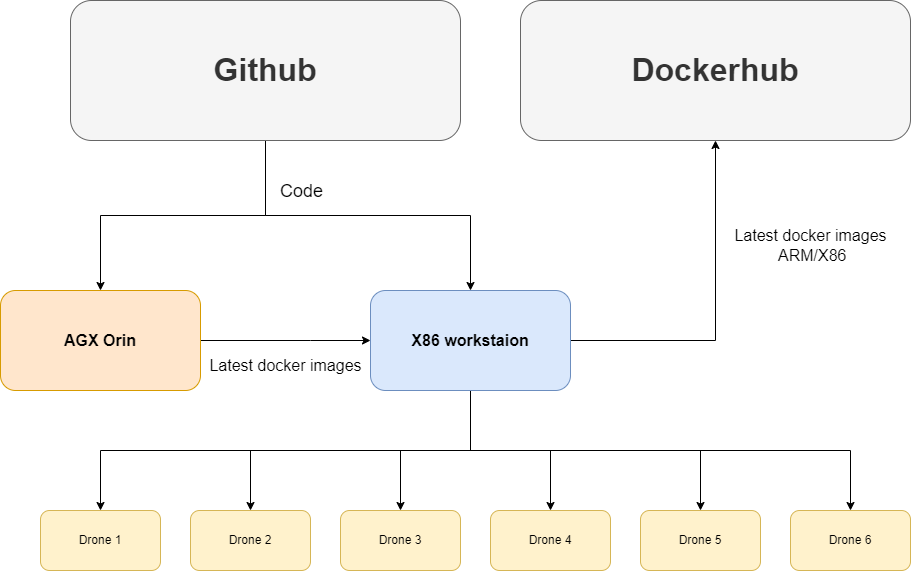 Github
Dockerhub
Code
Latest docker images
ARM/X86
AGX Orin
X86 workstaion
Latest docker images
Drone 1
Drone 2
Drone 3
Drone 4
Drone 5
Drone 6